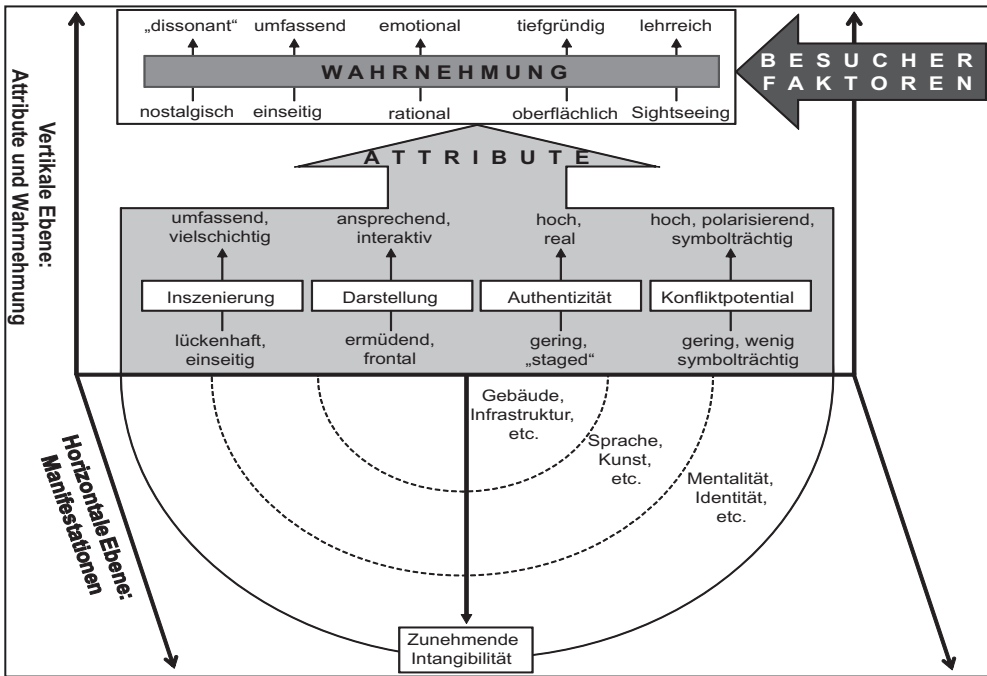 „dissonant“ umfassend emotional tiefgründig lehrreich
WAHRNEHMUNG
nostalgisch einseitig rational oberflächlich Sightseeing
BESUCHER
FAKTOREN
Vertikale Ebene:
Attribute und Wahrnehmung
ATTRIBUTE
umfassend,
vielschichtig
ansprechend,
interaktiv
hoch,
real
hoch, polarisierend,
symbolträchtig
Inszenierung
Darstellung
Authentizität
Konfliktpotential
lückenhaft,
einseitig
ermüdend,
frontal
gering,
„staged“
gering, wenig
symbolträchtig
Horizontale Ebene:
Manifestationen
Gebäude,
Infrastruktur,
etc.
Sprache,
Kunst,
etc.
Mentalität,
Identität,
etc.
Zunehmende
Intangibilität